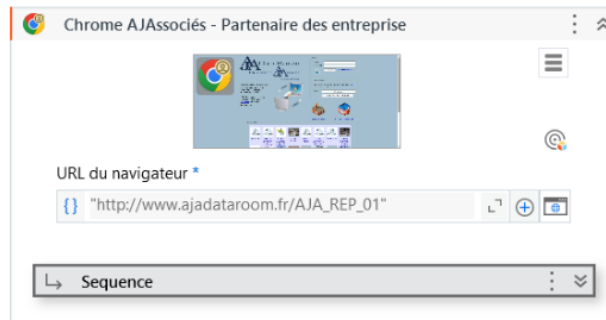 Chrome AJAssociés - Partenaire des entreprise
URL du navigateur *
"http://www.ajadataroom.fr/AJA_REP_01"
Sequence